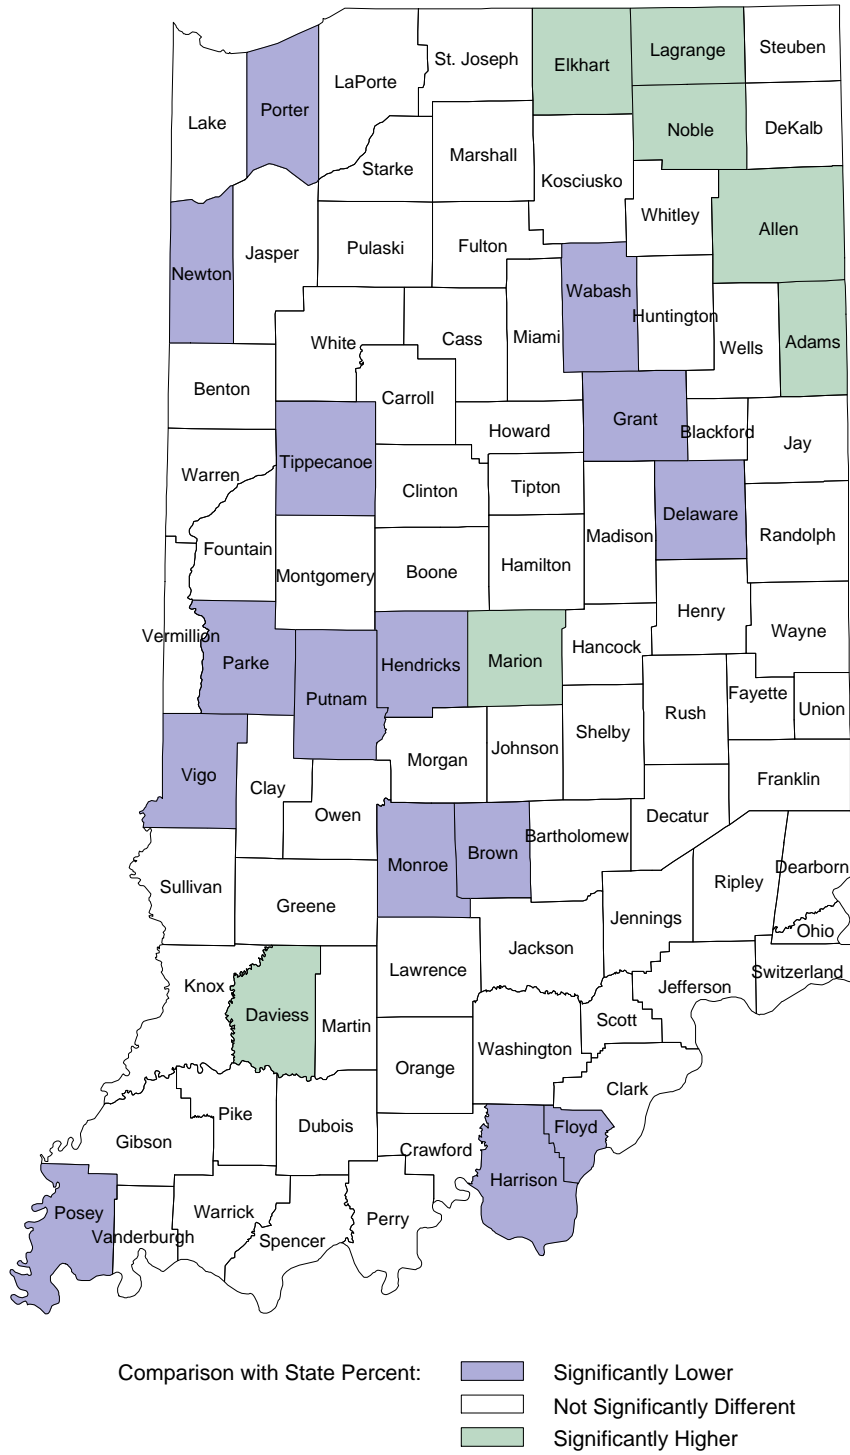 Steuben
Lagrange
St. Joseph
Elkhart
LaPorte
Porter
Lake
DeKalb
Noble
Marshall
Starke
Kosciusko
Whitley
Allen
Fulton
Pulaski
Jasper
Newton
Wabash
Huntington
Miami
Cass
White
Wells
Adams
Benton
Carroll
Grant
Howard
Blackford
Jay
Tippecanoe
Warren
Clinton
Tipton
Delaware
Madison
Randolph
Fountain
Montgomery
Boone
Hamilton
Henry
Wayne
Vermillion
Parke
Hendricks
Marion
Hancock
Putnam
Fayette
Union
Rush
Shelby
Johnson
Morgan
Vigo
Clay
Owen
Franklin
Decatur
Bartholomew
Brown
Monroe
Dearborn
Ripley
Sullivan
Greene
Jennings
Ohio
Jackson
Lawrence
Switzerland
Jefferson
Knox
Daviess
Martin
Scott
Washington
Orange
Clark
Pike
Dubois
Floyd
Gibson
Crawford
Harrison
Posey
Warrick
Perry
Vanderburgh
Spencer
Comparison with State Percent:
Significantly Lower
Not Significantly Different
Significantly Higher